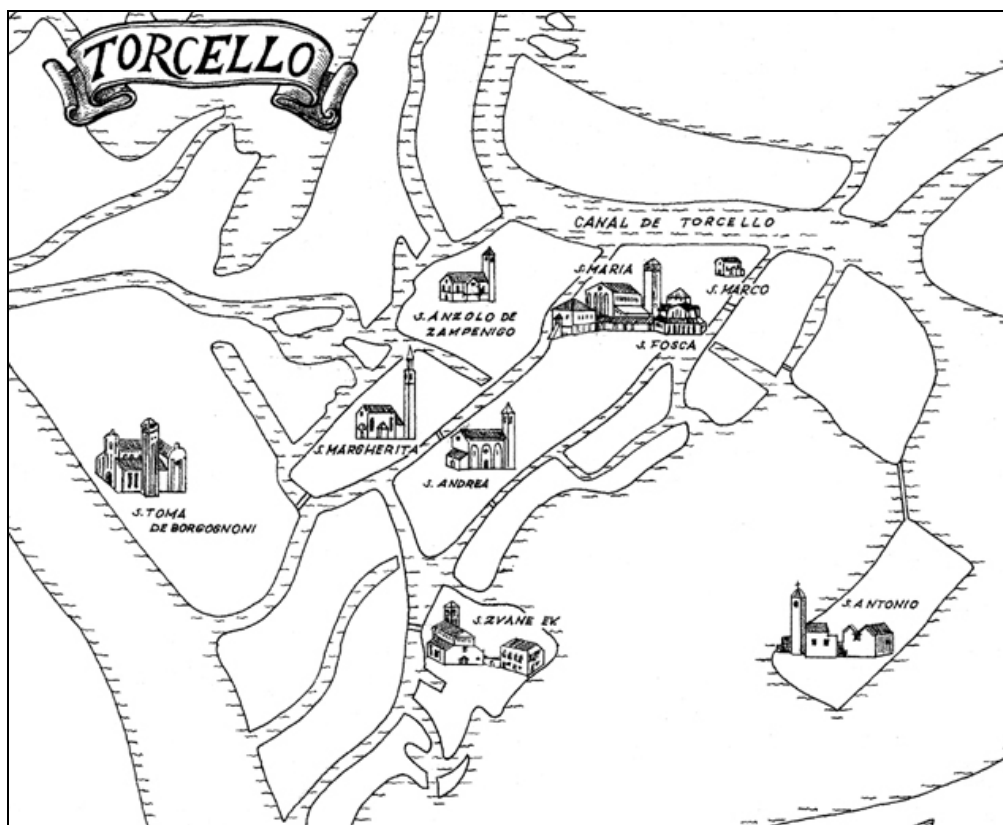 TORCELLO
CANAL DE TORCELLO
S. MARIA
S. MARCO
S. ANZOLO DE
ZAMPENIGO
S. FOSCA
S. MARGHERITA
S. ANDREA
S. TOMA
DE BORGOGNONI
S. ZVANE EV.
S. ANTONIO